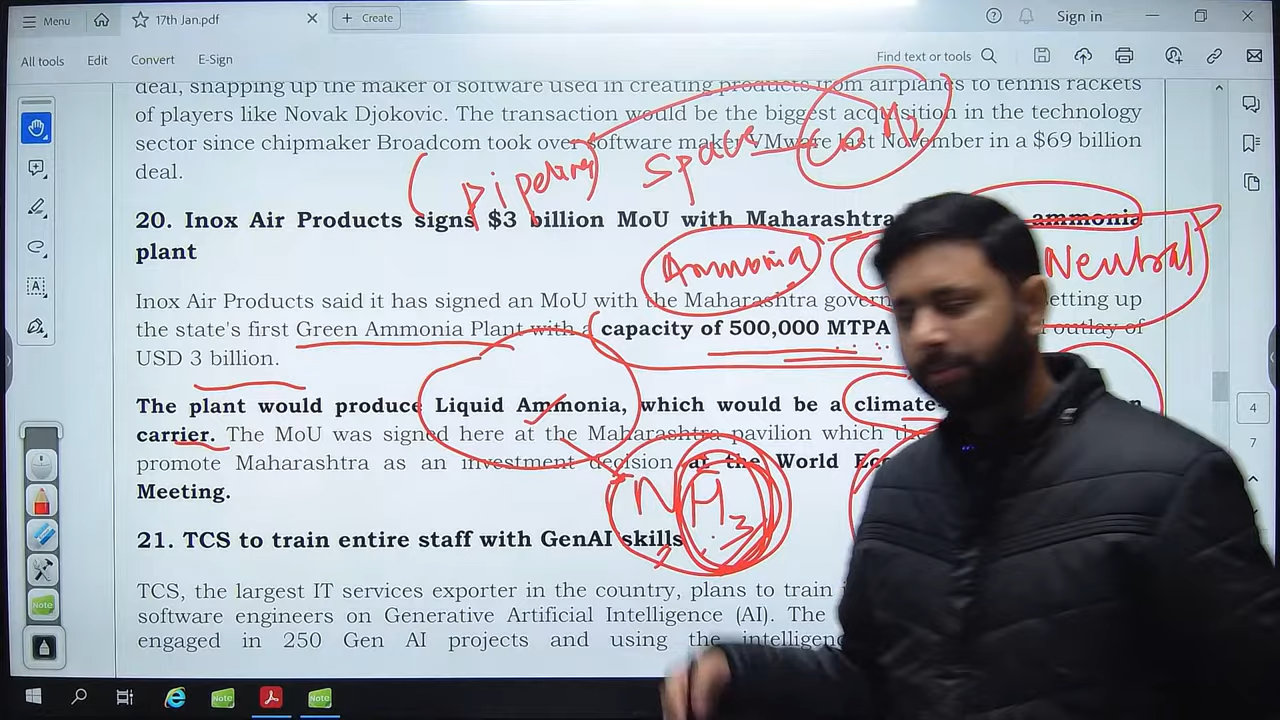 Menu
17th Jan.pdf
Create
Sign in
All tools
Edit
Convert
E-Sign
Find text or tools
deal, snapping up the maker of software used in creating products from airplanes to tennis rackets
of players like Novak Djokovic. The transaction would be the biggest acquisition in the technology
sector since chipmaker Broadcom took over software maker VMware last November in a $69 billion
deal.
pipeline space
20. Inox Air Products signs $3 billion MoU with Maharashtra ammonia
plant
Ammonia Neutral
Inox Air Products said it has signed an MoU with the Maharashtra govern etting up
the state's first Green Ammonia Plant with a capacity of 500,000 MTPA outlay of
USD 3 billion.
The plant would produce Liquid Ammonia, which would be a climate-
carrier. The MoU was signed here at the Maharashtra pavilion which
promote Maharashtra as an investment decision at the World Ec
Meeting.
NH3
21. TCS to train entire staff with GenAI skills
TCS, the largest IT services exporter in the country, plans to train
software engineers on Generative Artificial Intelligence (AI). The
engaged in 250 Gen AI projects and using the intelligenc
4
7
Note
Note
Note